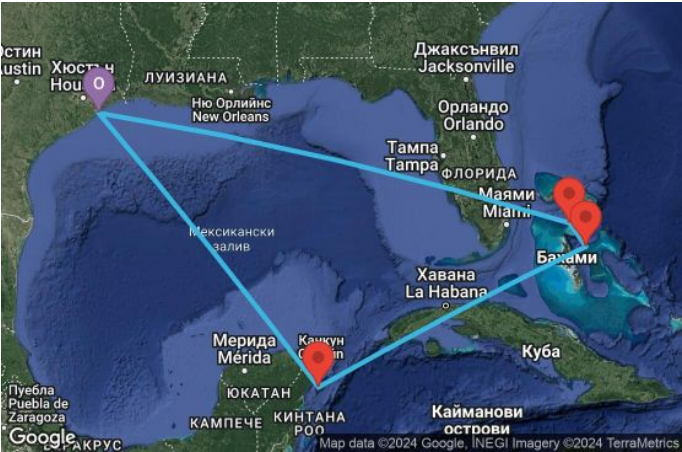 Остин
Austin
Хюстън
О
ЛУИЗИАНА
Ню Орлийнс
New Orleans
Джаксънвил
Jacksonville
Орландо
Orlando
Тампа
Tampa
ФЛОРИДА
Маями
Miami
Мексикански
залив
Бахами
Хавана
La Habana
Мерида
Mérida
Канкун
Куба
ЮКАТАН
Пуебла
Puebla de
Zaragoza
КАМПЕЧЕ
КИНТАНА
РОО
Кайманови
острови
Google
Map data ©2024 Google, INEGI Imagery ©2024 TerraMetrics